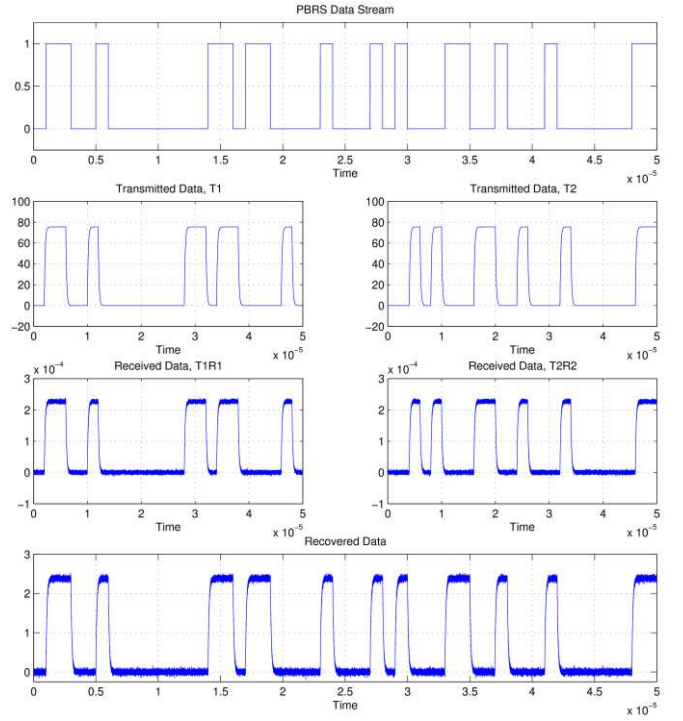 PBRS Data Stream
1
0.5
0
0 0.5 1 1.5 2 2.5 3 3.5 4 4.5 5
Time
x 10⁻⁵
Transmitted Data, T1
100
80
60
40
20
0
−20
0 1 2 3 4 5
Time
x 10⁻⁵
Transmitted Data, T2
100
80
60
40
20
0
−20
0 1 2 3 4 5
Time
x 10⁻⁵
x 10⁻⁴
Received Data, T1R1
3
2
1
0
−1
0 1 2 3 4 5
Time
x 10⁻⁵
x 10⁻⁴
Received Data, T2R2
3
2
1
0
−1
0 1 2 3 4 5
Time
x 10⁻⁵
Recovered Data
3
2
1
0
0 0.5 1 1.5 2 2.5 3 3.5 4 4.5 5
Time
x 10⁻⁵